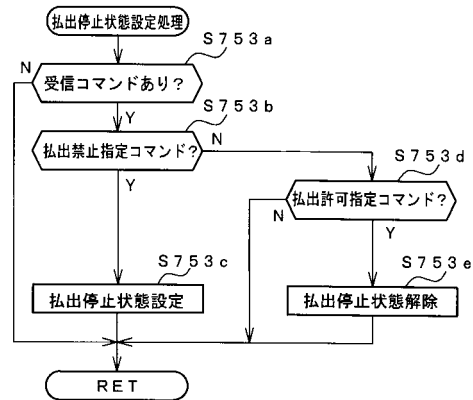 払出停止状態設定処理
S753a
N
受信コマンドあり?
Y
S753b
払出禁止指定コマンド?
N
Y
S753d
払出許可指定コマンド?
N
Y
S753c
払出停止状態設定
S753e
払出停止状態解除
RET